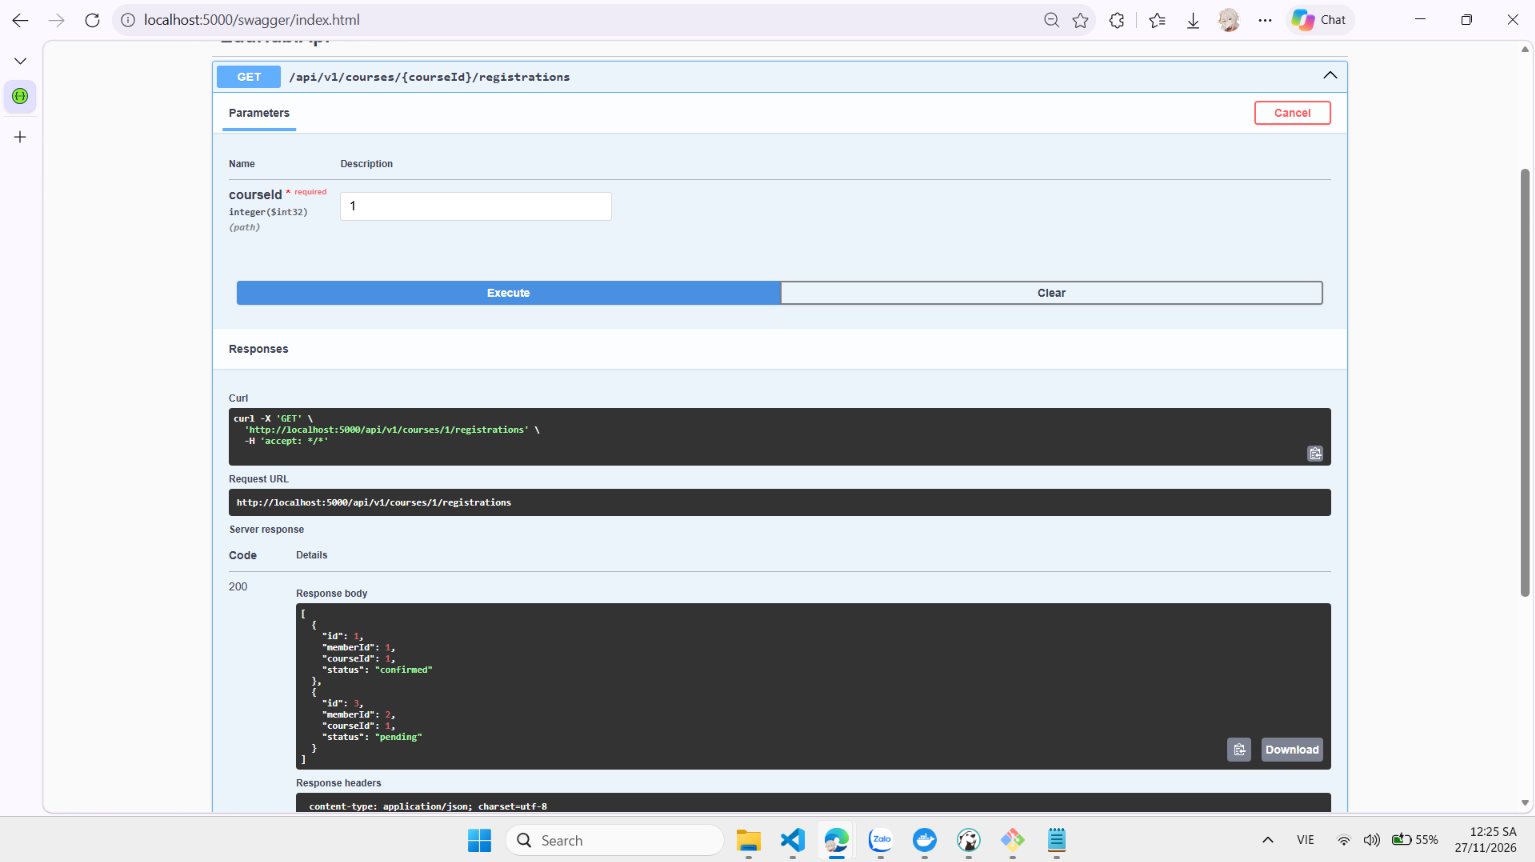 localhost:5000/swagger/index.html
Chat
GET /api/v1/courses/{courseId}/registrations
Parameters
Cancel
Name Description
courseId * required
integer($int32)
(path)
1
Execute Clear
Responses
Curl
curl -X 'GET' \
'http://localhost:5000/api/v1/courses/1/registrations' \
-H 'accept: */*'
Request URL
http://localhost:5000/api/v1/courses/1/registrations
Server response
Code Details
200
Response body
[
{
"id": 1,
"memberId": 1,
"courseId": 1,
"status": "confirmed"
},
{
"id": 3,
"memberId": 2,
"courseId": 1,
"status": "pending"
}
]
Download
Response headers
content-type: application/json; charset=utf-8
Search
Zalo
VIE
55%
12:25 SA
27/11/2026